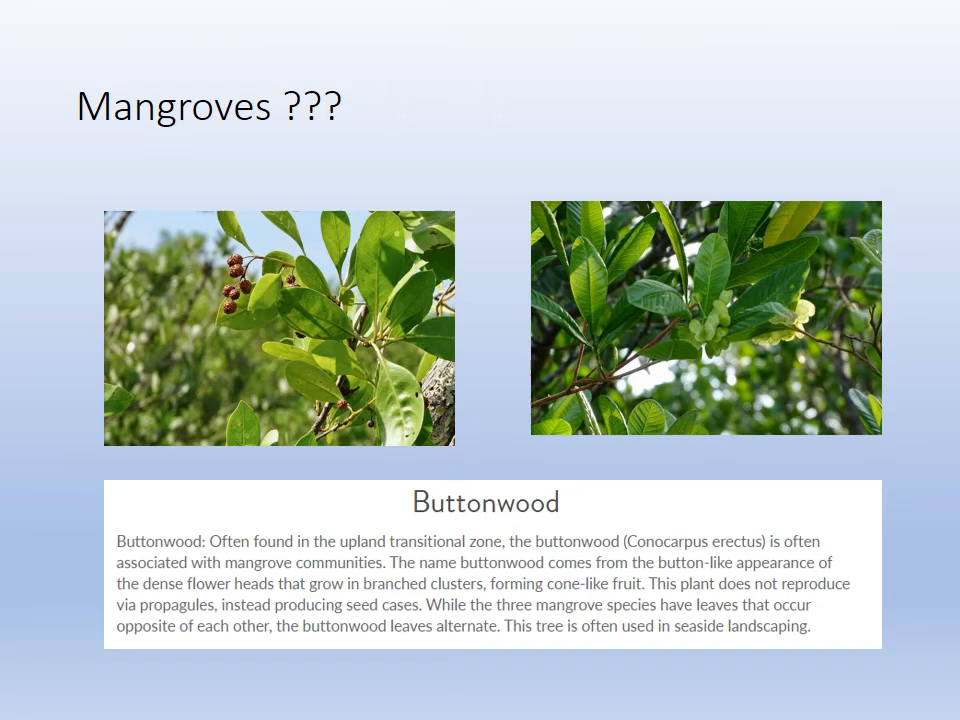 Mangroves ???
Buttonwood
Buttonwood: Often found in the upland transitional zone, the buttonwood (Conocarpus erectus) is often
associated with mangrove communities. The name buttonwood comes from the button-like appearance of
the dense flower heads that grow in branched clusters, forming cone-like fruit. This plant does not reproduce
via propagules, instead producing seed cases. While the three mangrove species have leaves that occur
opposite of each other, the buttonwood leaves alternate. This tree is often used in seaside landscaping.